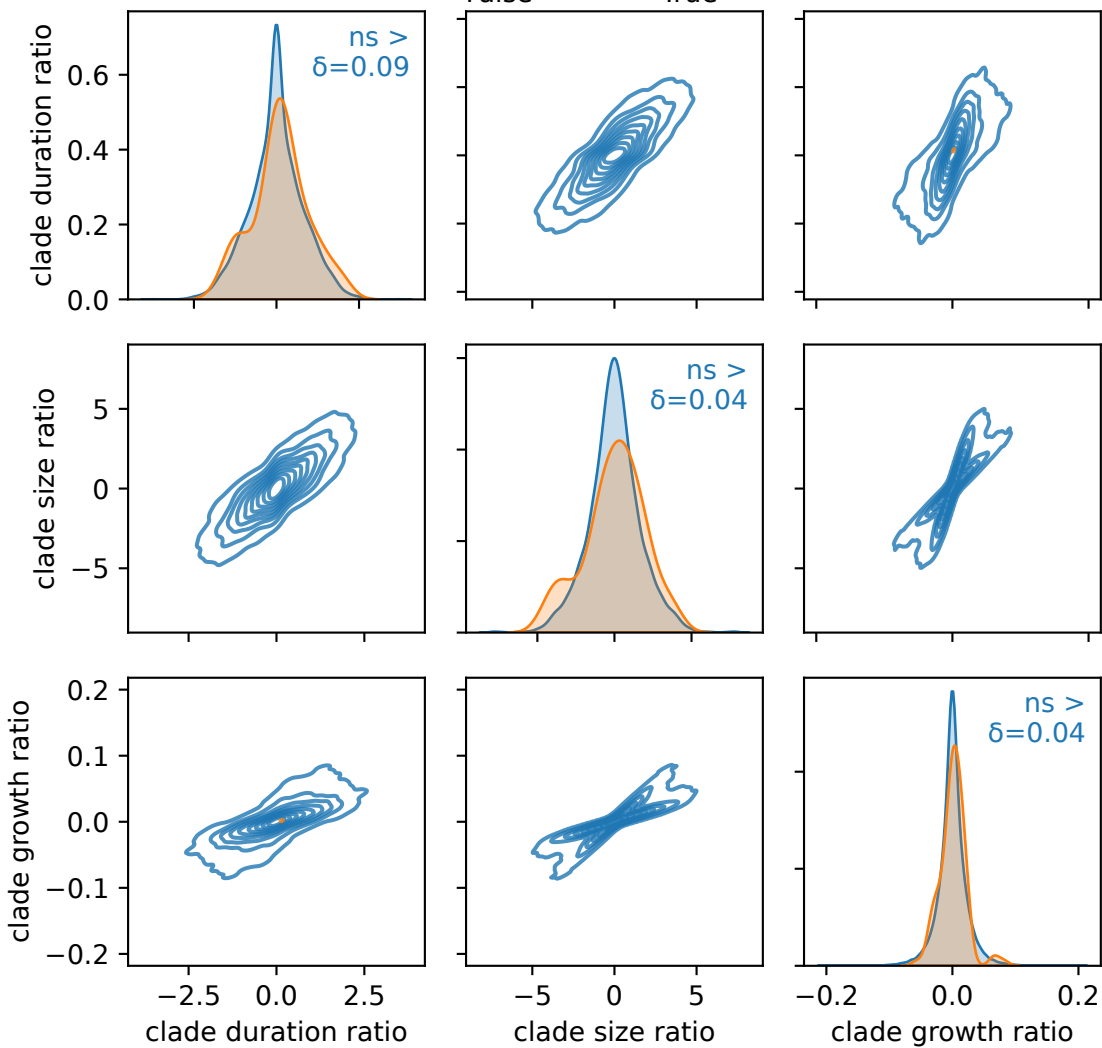 clade duration ratio
0.6
0.4
0.2
0.0
ns >
δ=0.09
clade size ratio
5
0
−5
ns >
δ=0.04
clade growth ratio
0.2
0.1
0.0
−0.1
−0.2
ns >
δ=0.04
−2.5 0.0 2.5
clade duration ratio
−5 0 5
clade size ratio
−0.2 0.0 0.2
clade growth ratio